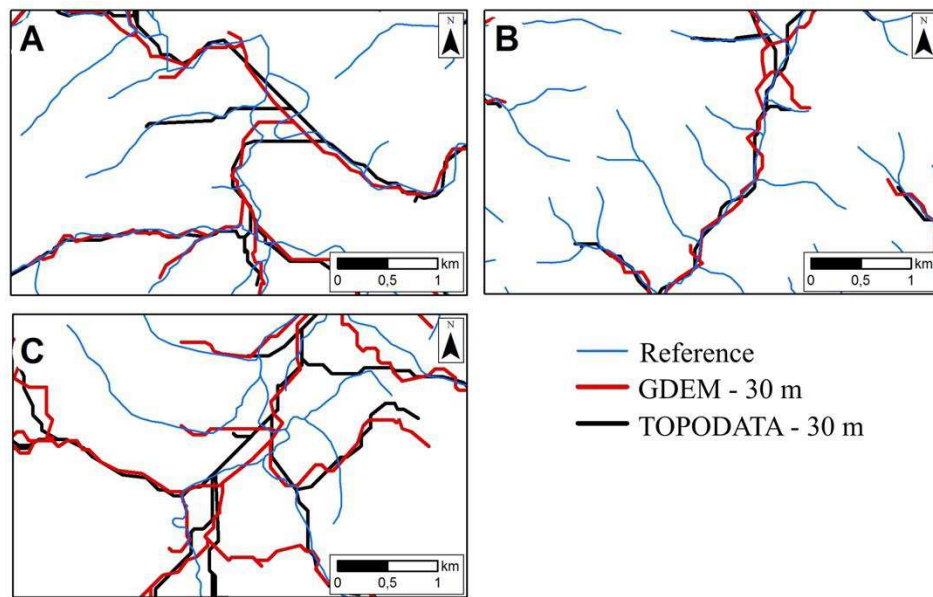 A
N
km
0 0,5 1
B
N
km
0 0,5 1
C
N
km
0 0,5 1
Reference
GDEM - 30 m
TOPODATA - 30 m